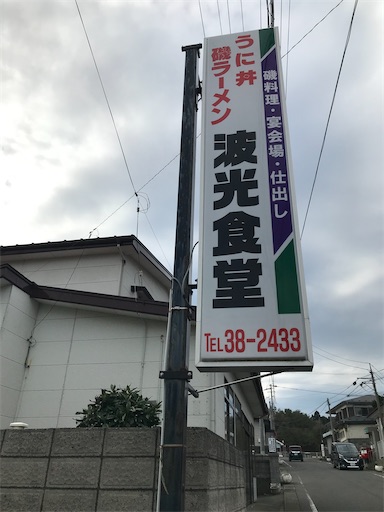 うに丼
磯ラーメン
磯料理・宴会場・仕出し
波光食堂
TEL38-2433